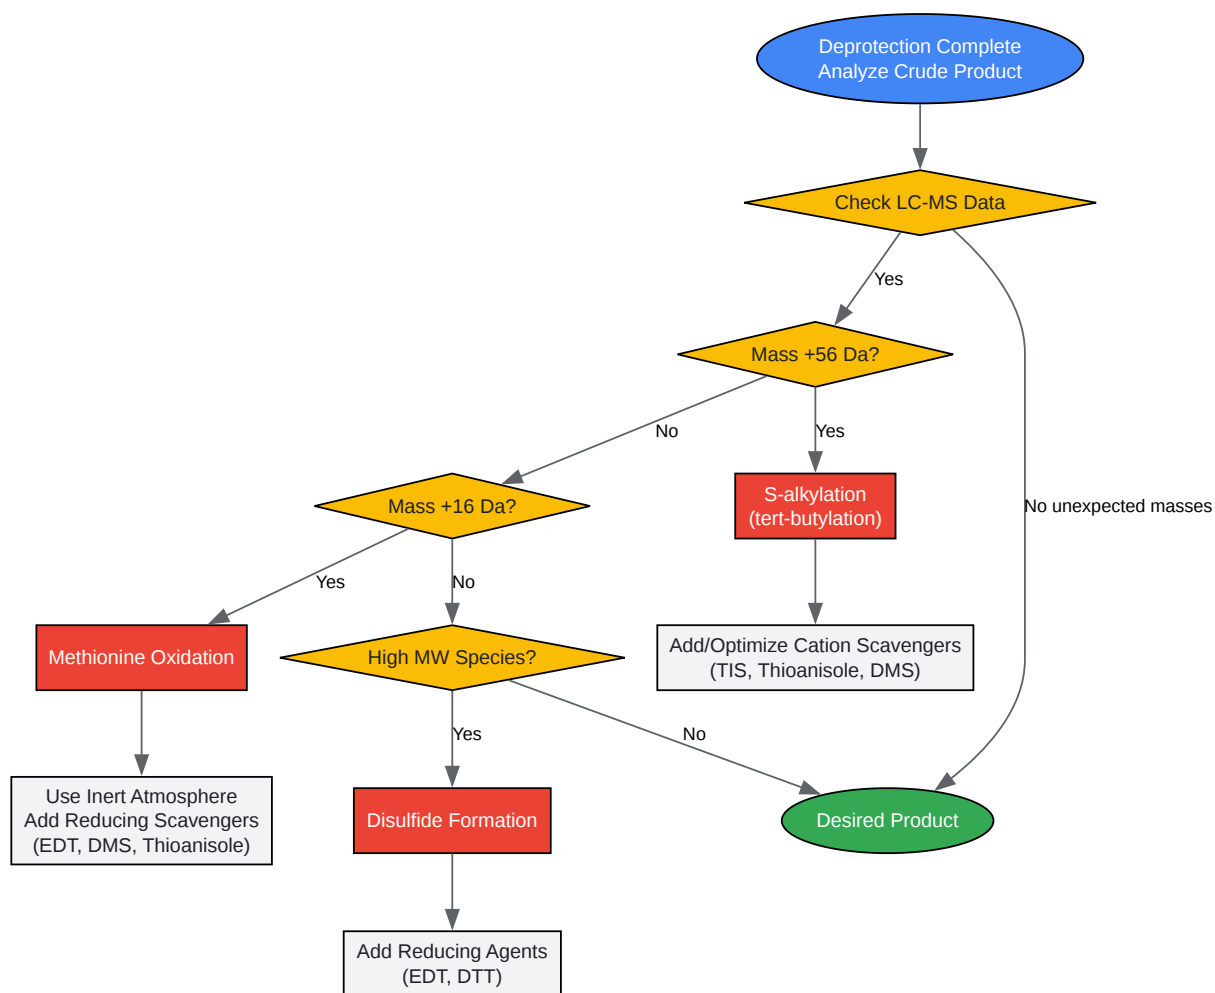 Deprotection Complete
Analyze Crude Product
Check LC-MS Data
Yes
Mass +56 Da?
No
Yes
Mass +16 Da?
S-alkylation
(tert-butylation)
No unexpected masses
Yes
No
Methionine Oxidation
High MW Species?
Add/Optimize Cation Scavengers
(TIS, Thioanisole, DMS)
Yes
No
Use Inert Atmosphere
Add Reducing Scavengers
(EDT, DMS, Thioanisole)
Disulfide Formation
Desired Product
Add Reducing Agents
(EDT, DTT)